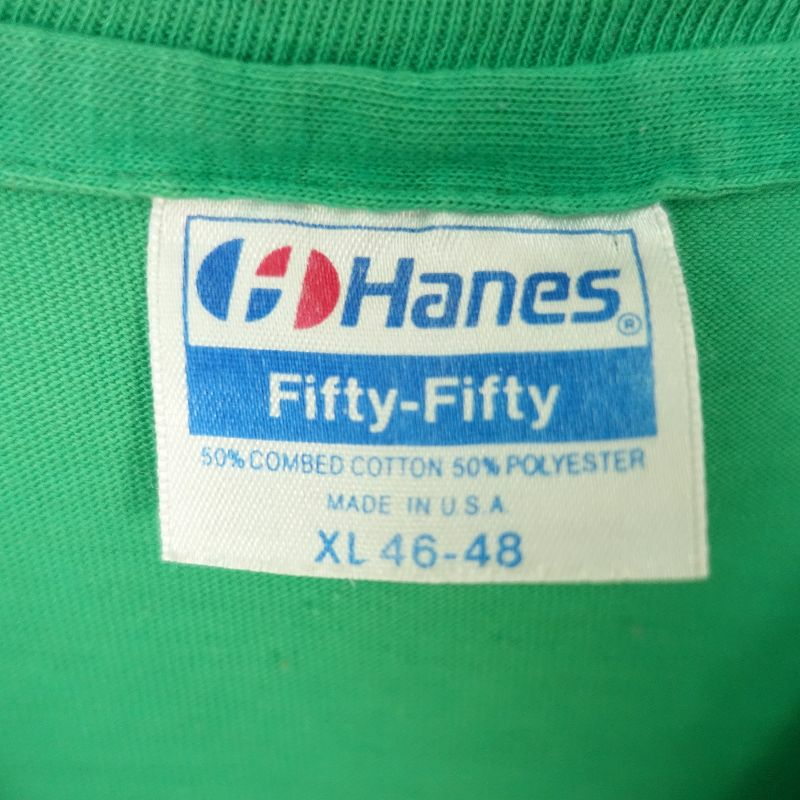 Hanes®
Fifty-Fifty
50% COMBED COTTON 50% POLYESTER
MADE IN U.S.A.
XL 46-48